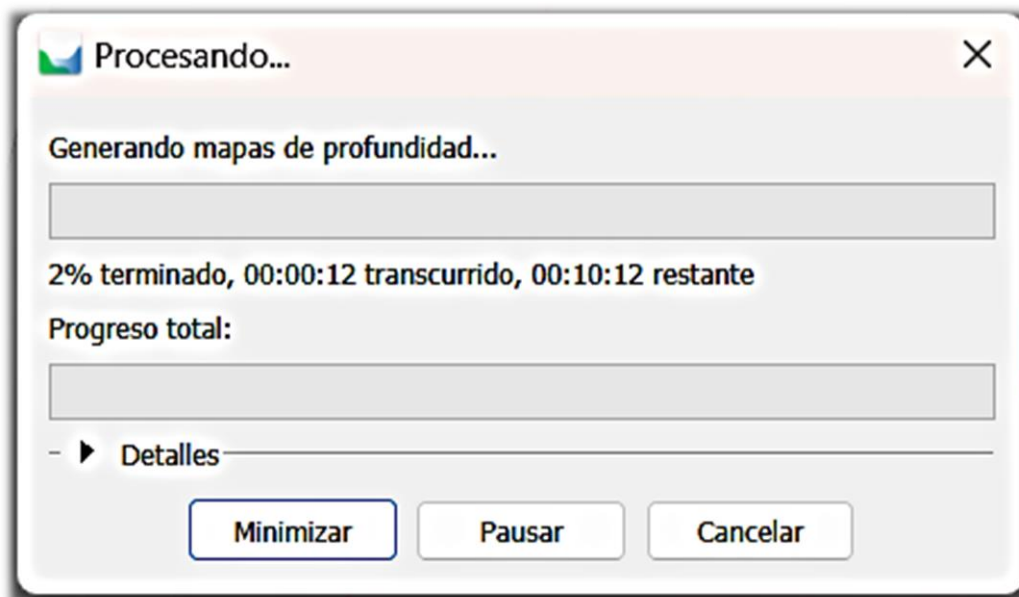 Procesando...
Generando mapas de profundidad...
2% terminado, 00:00:12 transcurrido, 00:10:12 restante
Progreso total:
Detalles
Minimizar Pausar Cancelar